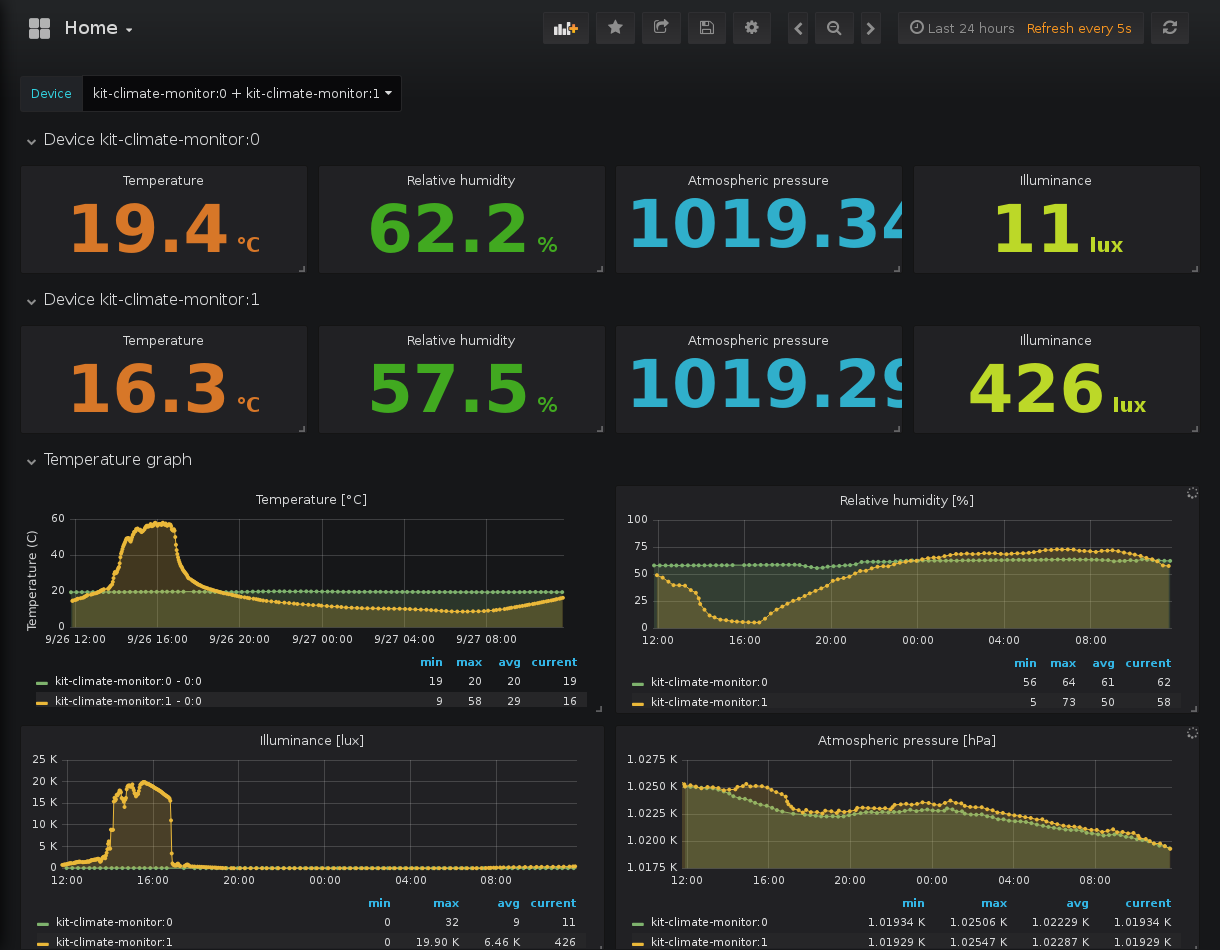 Home
Last 24 hours Refresh every 5s
Device kit-climate-monitor:0 + kit-climate-monitor:1
Device kit-climate-monitor:0
Temperature Relative humidity Atmospheric pressure Illuminance
19.4 °C 62.2 % 1019.34 11 lux
Device kit-climate-monitor:1
Temperature Relative humidity Atmospheric pressure Illuminance
16.3 °C 57.5 % 1019.29 426 lux
Temperature graph
Temperature [°C]
Temperature (C)
60
40
20
0
9/26 12:00 9/26 16:00 9/26 20:00 9/27 00:00 9/27 04:00 9/27 08:00
min max avg current
kit-climate-monitor:0 - 0:0 19 20 20 19
kit-climate-monitor:1 - 0:0 9 58 29 16
Relative humidity [%]
100
75
50
25
0
12:00 16:00 20:00 00:00 04:00 08:00
min max avg current
kit-climate-monitor:0 56 64 61 62
kit-climate-monitor:1 5 73 50 58
Illuminance [lux]
25 K
20 K
15 K
10 K
5 K
0
12:00 16:00 20:00 00:00 04:00 08:00
min max avg current
kit-climate-monitor:0 0 32 9 11
kit-climate-monitor:1 0 19.90 K 6.46 K 426
Atmospheric pressure [hPa]
1.0275 K
1.0250 K
1.0225 K
1.0200 K
1.0175 K
12:00 16:00 20:00 00:00 04:00 08:00
min max avg current
kit-climate-monitor:0 1.01934 K 1.02506 K 1.02229 K 1.01934 K
kit-climate-monitor:1 1.01929 K 1.02547 K 1.02287 K 1.01929 K